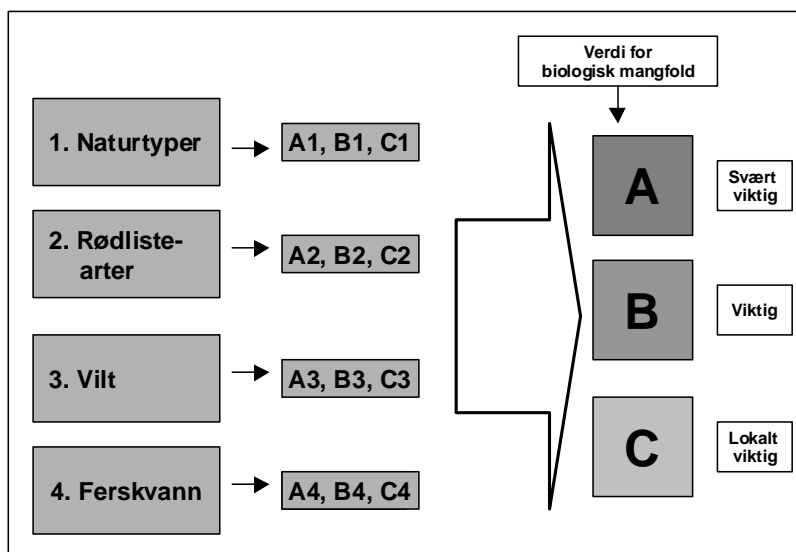 Verdi for
biologisk mangfold
1. Naturtyper
A1, B1, C1
2. Rødliste-
arter
A2, B2, C2
3. Vilt
A3, B3, C3
4. Ferskvann
A4, B4, C4
A
Svært
viktig
B
Viktig
C
Lokalt
viktig